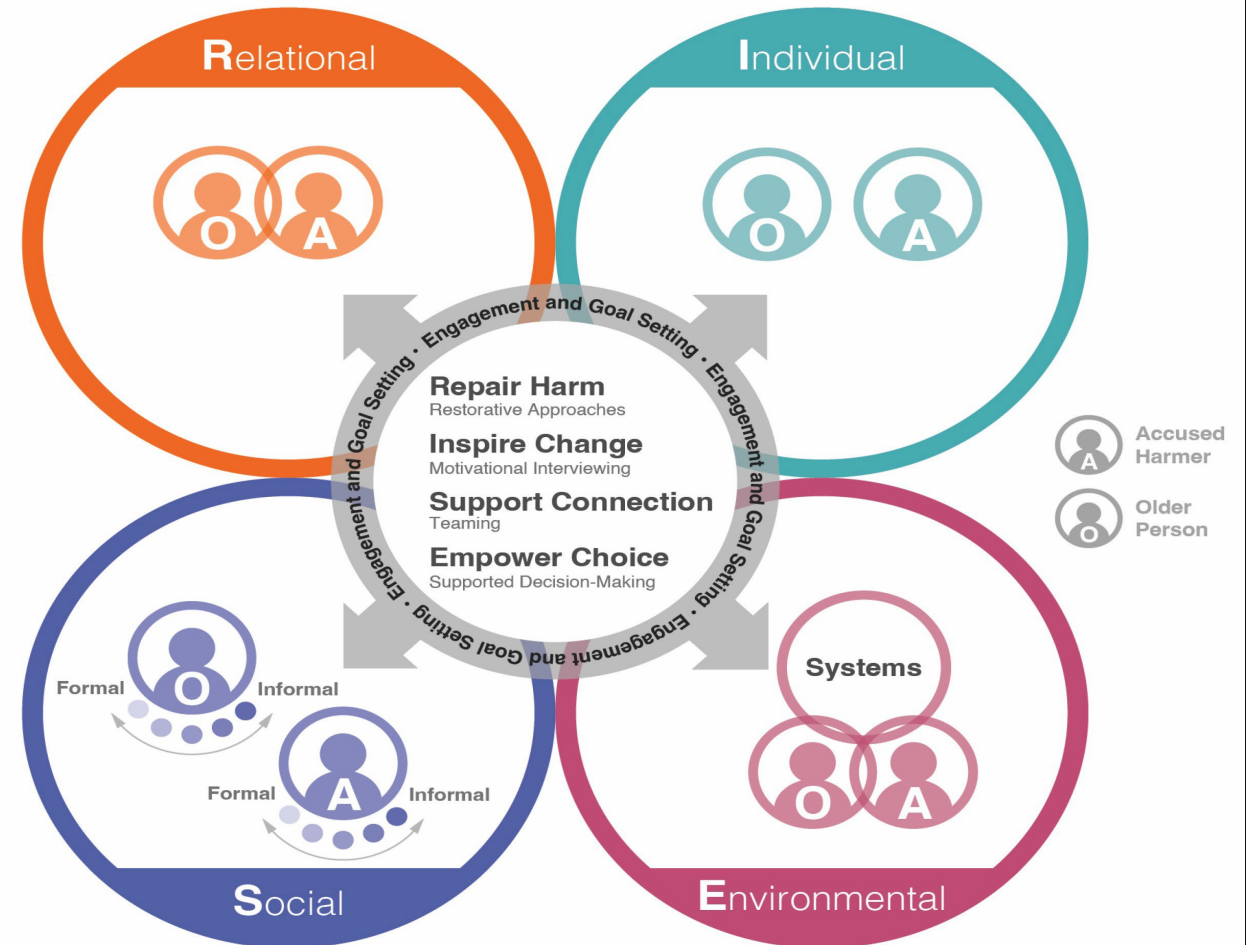 Relational
Individual
O
A
O
A
Engagement and Goal Setting · Engagement and Goal Setting · Engagement and Goal Setting · Engagement and Goal Setting ·
Repair Harm
Restorative Approaches
Inspire Change
Motivational Interviewing
Support Connection
Teaming
Empower Choice
Supported Decision-Making
A
Accused
Harmer
O
Older
Person
O
Formal
Informal
A
Formal
Informal
Systems
O
A
Social
Environmental